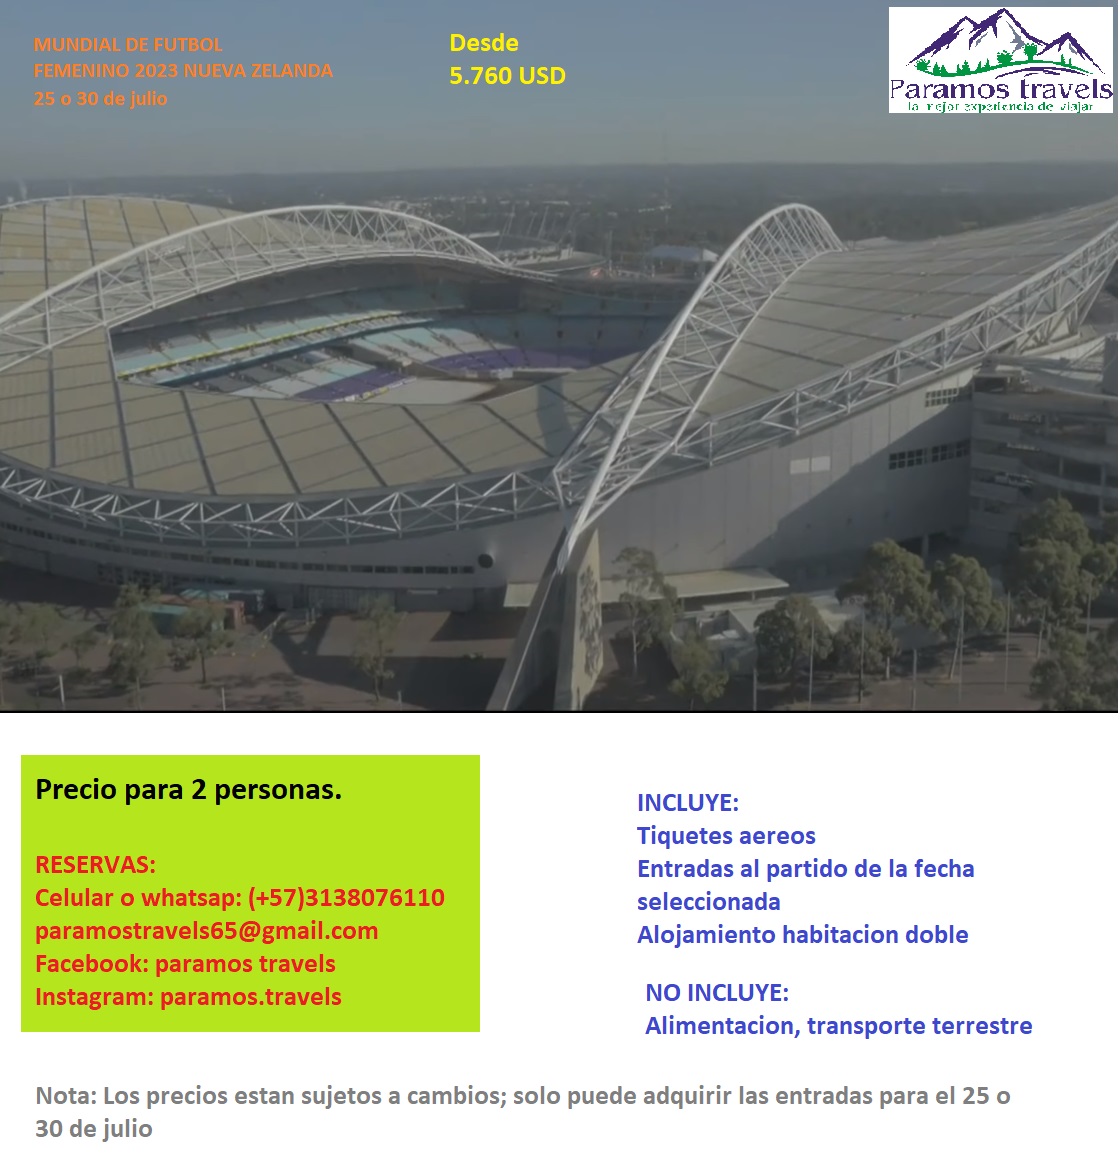 MUNDIAL DE FUTBOL
FEMENINO 2023 NUEVA ZELANDA
25 o 30 de julio
Desde
5.760 USD
Paramos travels
la mejor experiencia de viajar
Precio para 2 personas.
RESERVAS:
Celular o whatsap: (+57)3138076110
paramostravels65@gmail.com
Facebook: paramos travels
Instagram: paramos.travels
INCLUYE:
Tiquetes aereos
Entradas al partido de la fecha
seleccionada
Alojamiento habitacion doble
NO INCLUYE:
Alimentacion, transporte terrestre
Nota: Los precios estan sujetos a cambios; solo puede adquirir las entradas para el 25 o
30 de julio